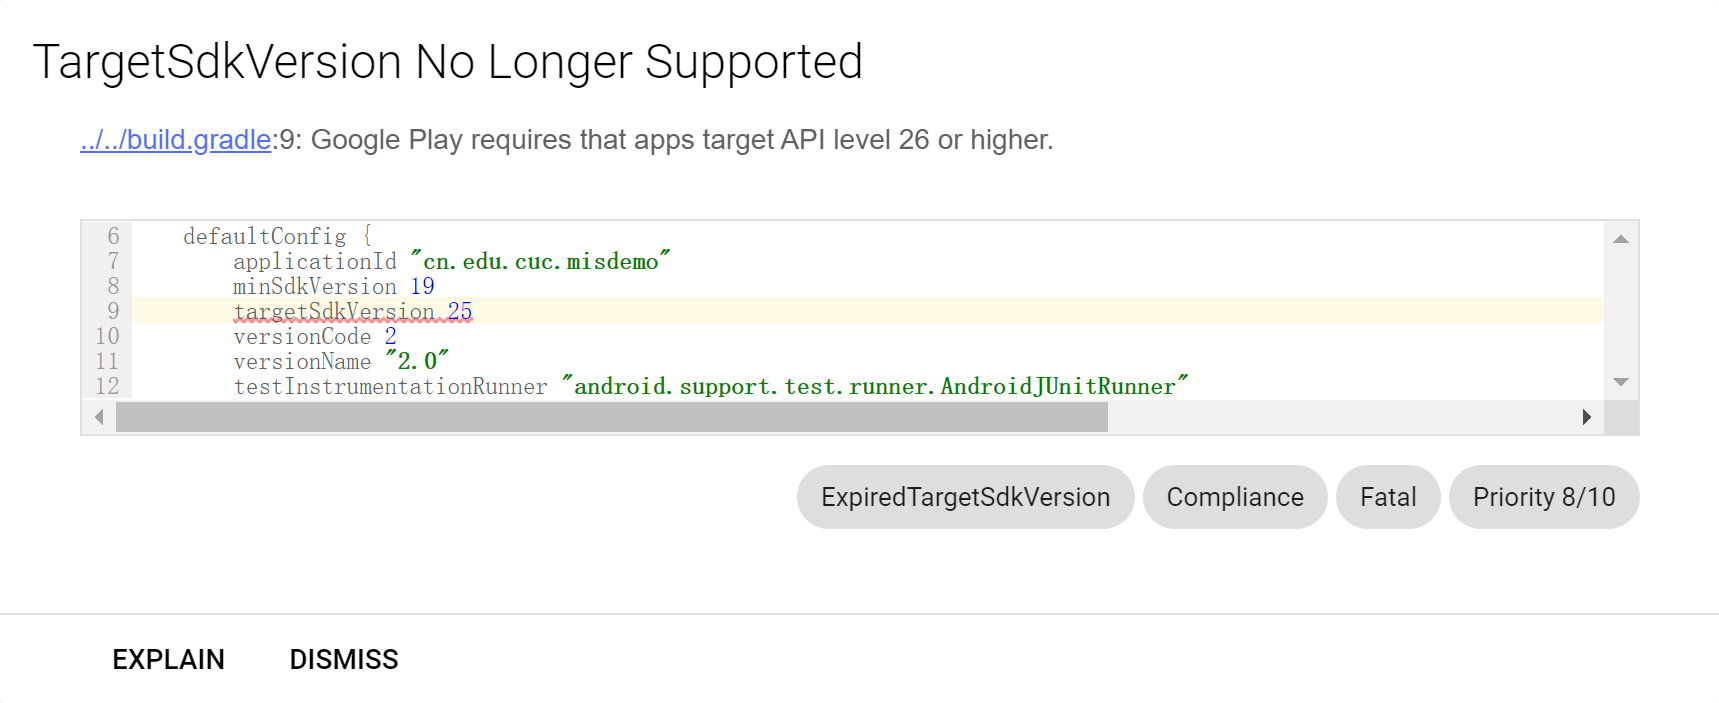 TargetSdkVersion No Longer Supported
../../build.gradle:9: Google Play requires that apps target API level 26 or higher.
6 defaultConfig {
7 applicationId "cn.edu.cuc.misdemo"
8 minSdkVersion 19
9 targetSdkVersion 25
10 versionCode 2
11 versionName "2.0"
12 testInstrumentationRunner "android.support.test.runner.AndroidJUnitRunner"
ExpiredTargetSdkVersion Compliance Fatal Priority 8/10
EXPLAIN DISMISS